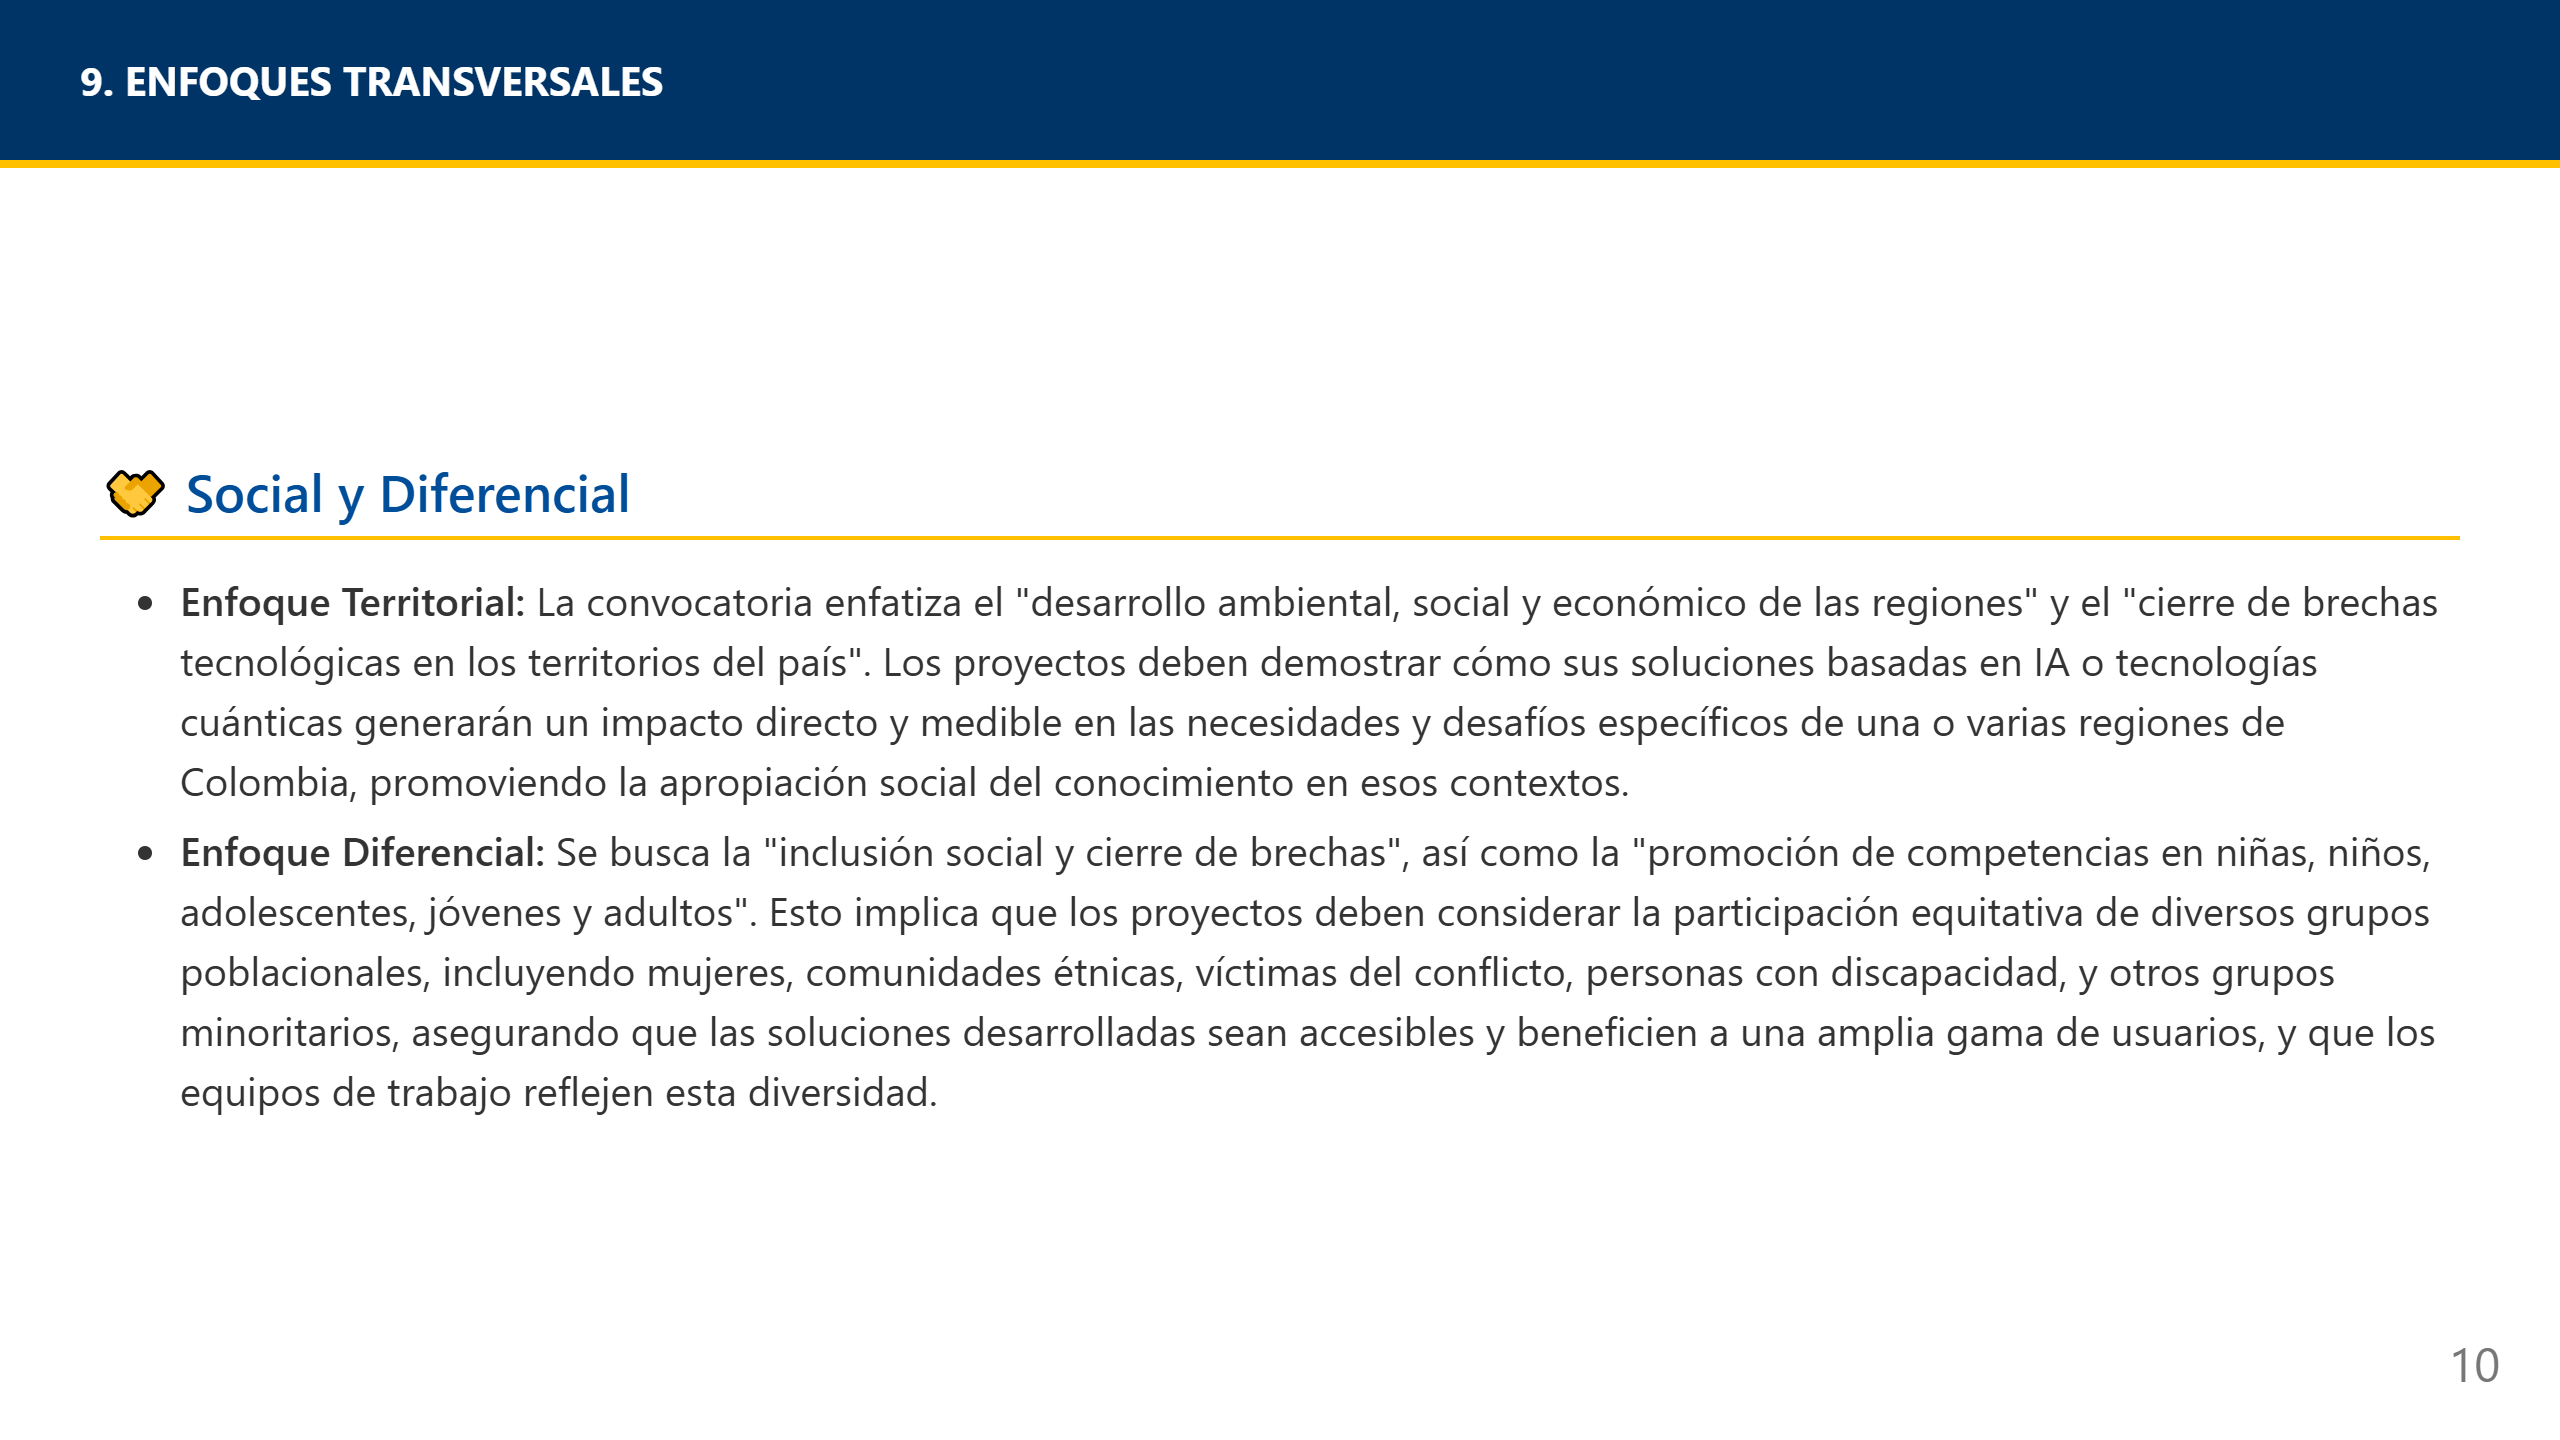 9. ENFOQUES TRANSVERSALES
Social y Diferencial
• Enfoque Territorial: La convocatoria enfatiza el "desarrollo ambiental, social y económico de las regiones" y el "cierre de brechas
tecnológicas en los territorios del país". Los proyectos deben demostrar cómo sus soluciones basadas en IA o tecnologías
cuánticas generarán un impacto directo y medible en las necesidades y desafíos específicos de una o varias regiones de
Colombia, promoviendo la apropiación social del conocimiento en esos contextos.
• Enfoque Diferencial: Se busca la "inclusión social y cierre de brechas", así como la "promoción de competencias en niñas, niños,
adolescentes, jóvenes y adultos". Esto implica que los proyectos deben considerar la participación equitativa de diversos grupos
poblacionales, incluyendo mujeres, comunidades étnicas, víctimas del conflicto, personas con discapacidad, y otros grupos
minoritarios, asegurando que las soluciones desarrolladas sean accesibles y beneficien a una amplia gama de usuarios, y que los
equipos de trabajo reflejen esta diversidad.
10